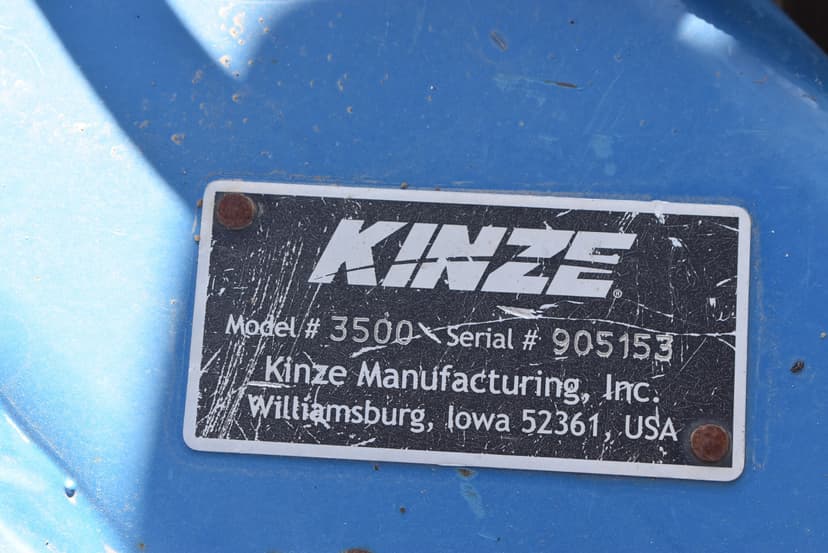 KINZE®
Model # 3500 Serial # 905153
Kinze Manufacturing, Inc.
Williamsburg, Iowa 52361, USA